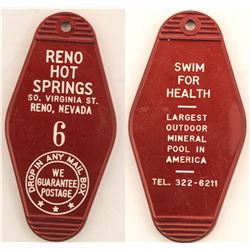 RENO
HOT
SPRINGS
SO. VIRGINIA ST.
RENO, NEVADA
6
DROP IN ANY MAIL BOX
WE
GUARANTEE
POSTAGE
SWIM
FOR
HEALTH
LARGEST
OUTDOOR
MINERAL
POOL IN
AMERICA
TEL. 322-6211